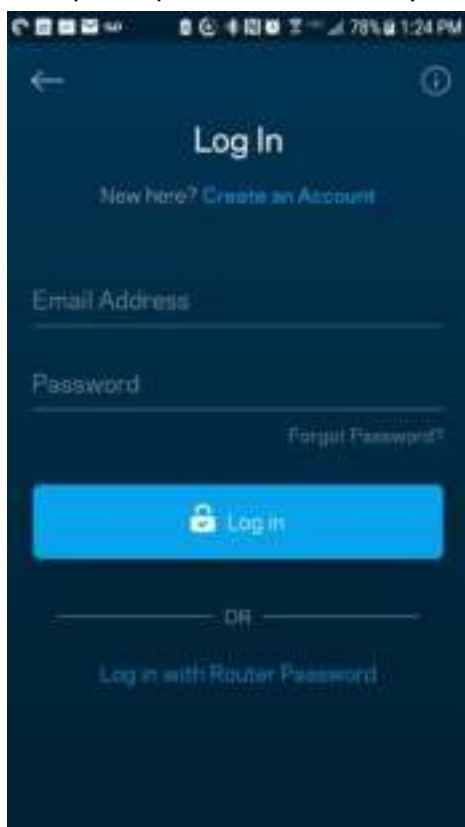 78% 1:24 PM
Log In
New here? Create an Account
Email Address
Password
Forgot Password?
Log in
OR
Log in with Router Password